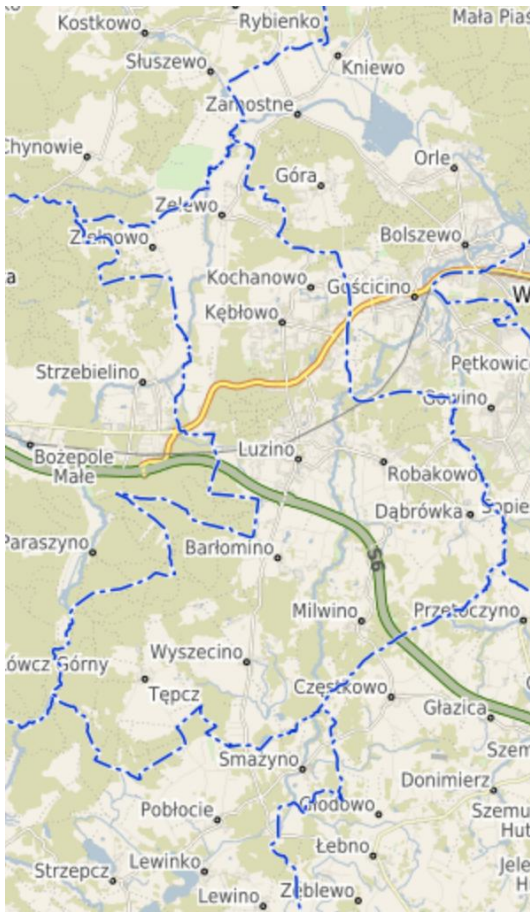 Kostkowo
Rybienko
Mała Pias
Słuszewo
Kniewo
Zamostne
Chynowie
Orle
Góra
Zelewo
Bolszewo
Zielnowo
a
Kochanowo
Gościcino
W
Kębłowo
Pętkowic
Strzebielino
Gowino
Luzino
Bożepole
Małe
Robakowo
Dąbrówka
Sopie
S6
Paraszyno
Barłomino
Milwino
Przetoczyno
Wyszecino
ówcz Górny
Tępcz
Częstkowo
Głazica
Szem
Smażyno
Donimierz
Pobłocie
Głodowo
Szemu
Hut
Łebno
Strzepcz
Lewinko
Jele
H
Lewino
Zęblewo